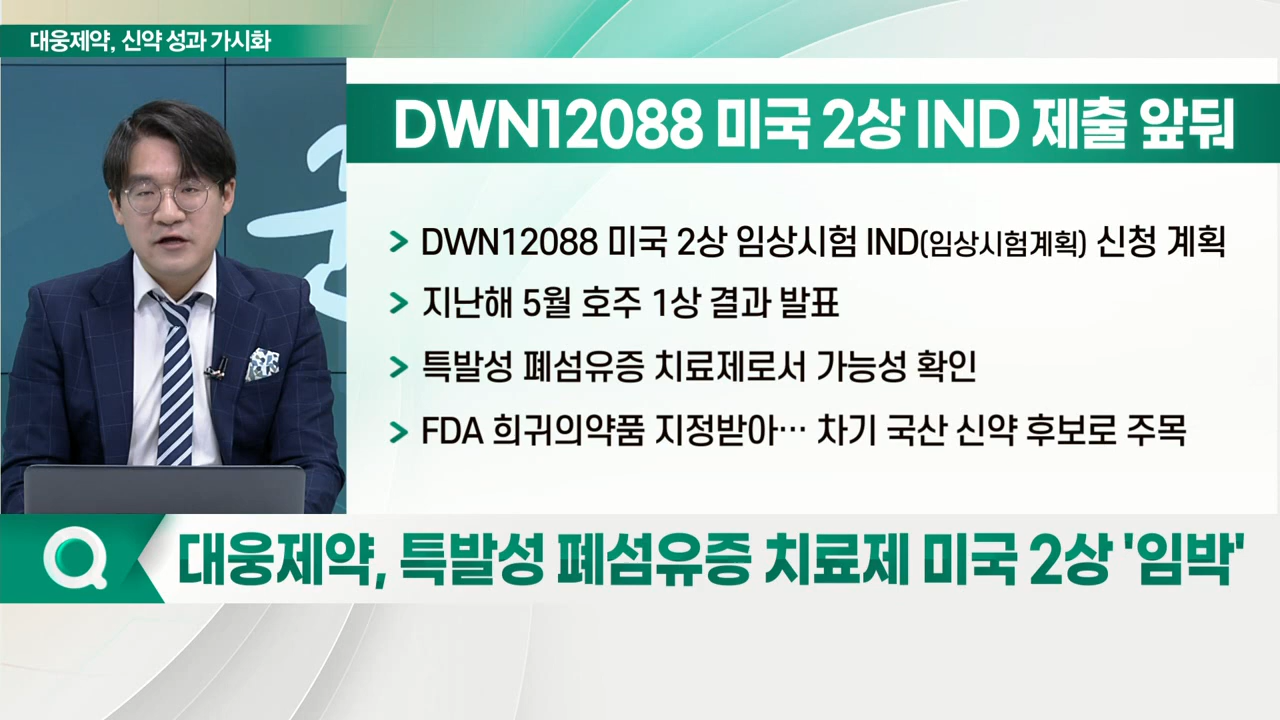 대웅제약, 신약 성과 가시화
DWN12088 미국 2상 IND 제출 앞둬
> DWN12088 미국 2상 임상시험 IND(임상시험계획) 신청 계획
> 지난해 5월 호주 1상 결과 발표
> 특발성 폐섬유증 치료제로서 가능성 확인
> FDA 희귀의약품 지정받아… 차기 국산 신약 후보로 주목
대웅제약, 특발성 폐섬유증 치료제 미국 2상 '임박'